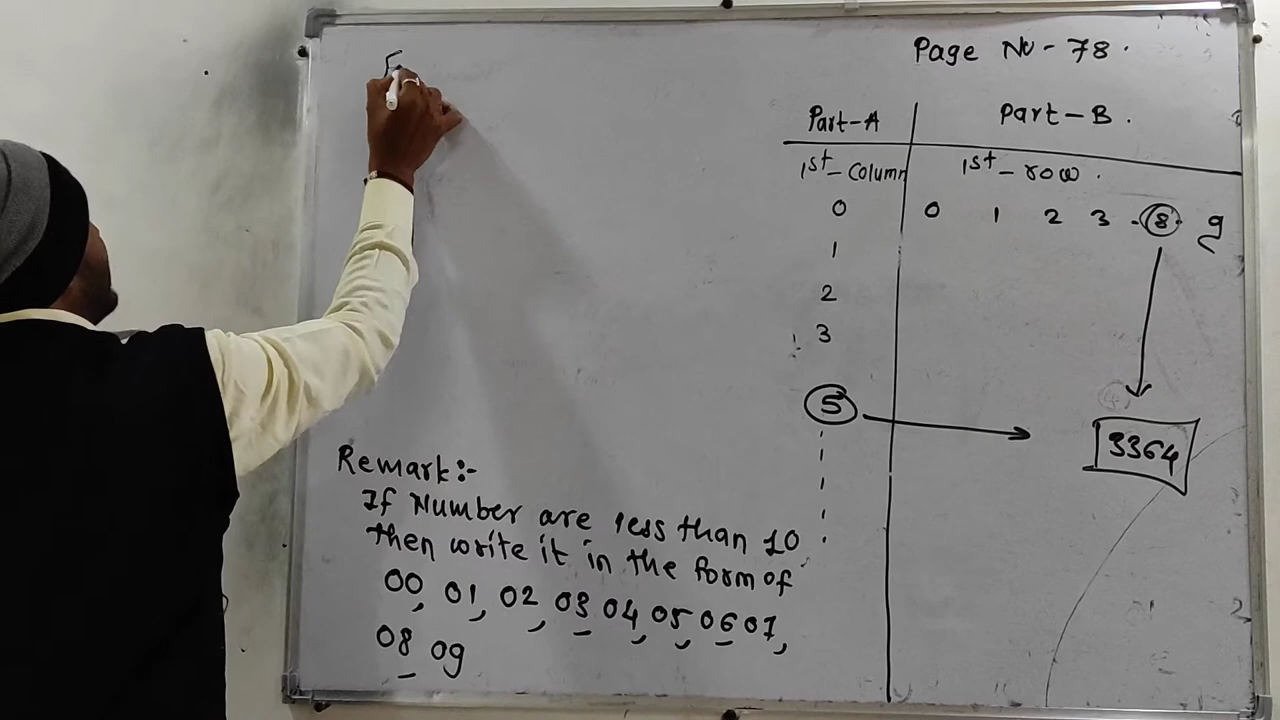 Page No - 78.
Part-A Part-B.
1st-Column 1st-row.
0 0 1 2 3 8 9
1
2
3
5 3364
Remark:-
If Number are less than 10
then write it in the form of
00, 01, 02, 03 04, 05, 06 07,
08 09